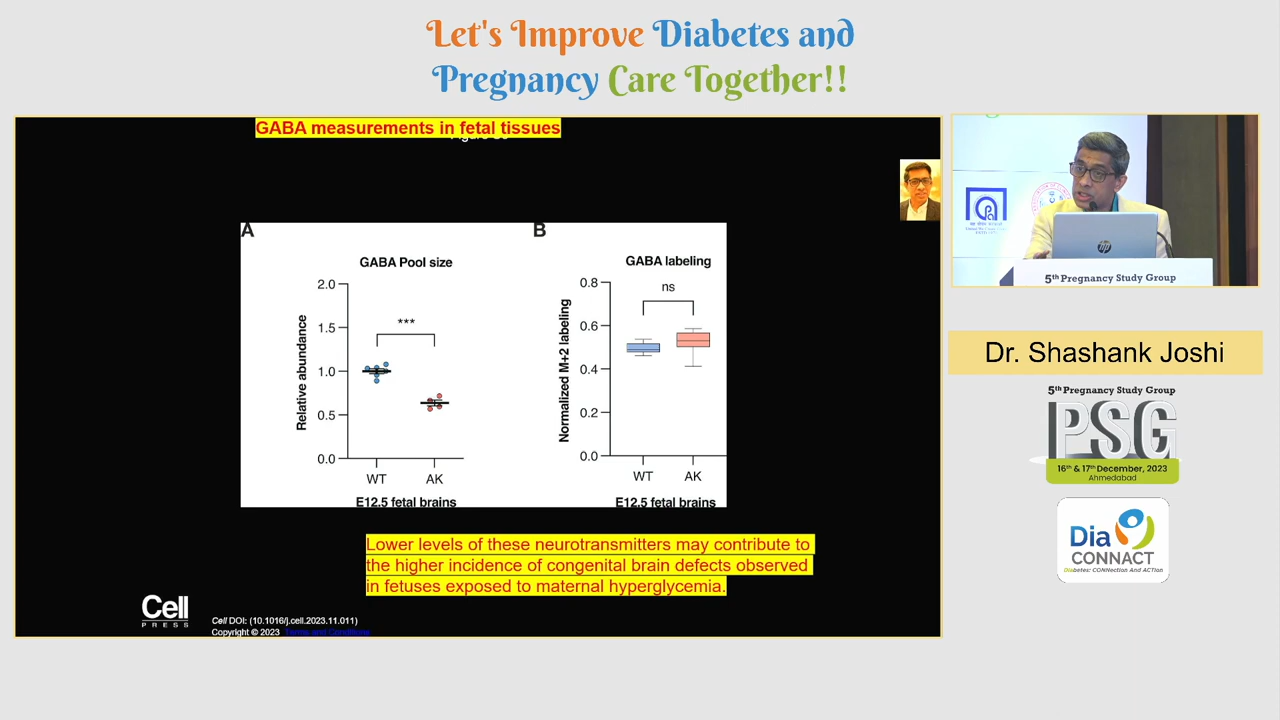 Let's Improve Diabetes and
Pregnancy Care Together!!
GABA measurements in fetal tissues
A
GABA Pool size
2.0
1.5
1.0
0.5
0.0
Relative abundance
***
WT
AK
E12.5 fetal brains
B
GABA labeling
0.8
0.6
0.4
0.2
0.0
Normalized M+2 labeling
ns
WT
AK
E12.5 fetal brains
Lower levels of these neurotransmitters may contribute to
the higher incidence of congenital brain defects observed
in fetuses exposed to maternal hyperglycemia.
Cell
PRESS
Cell DOI: (10.1016/j.cell.2023.11.011)
Copyright © 2023 Terms and Conditions
hp
5th Pregnancy Study Group
Dr. Shashank Joshi
5th Pregnancy Study Group
PSG
16th & 17th December, 2023
Ahmedabad
Dia
CONNACT
Diabetes: CONNection And ACTion